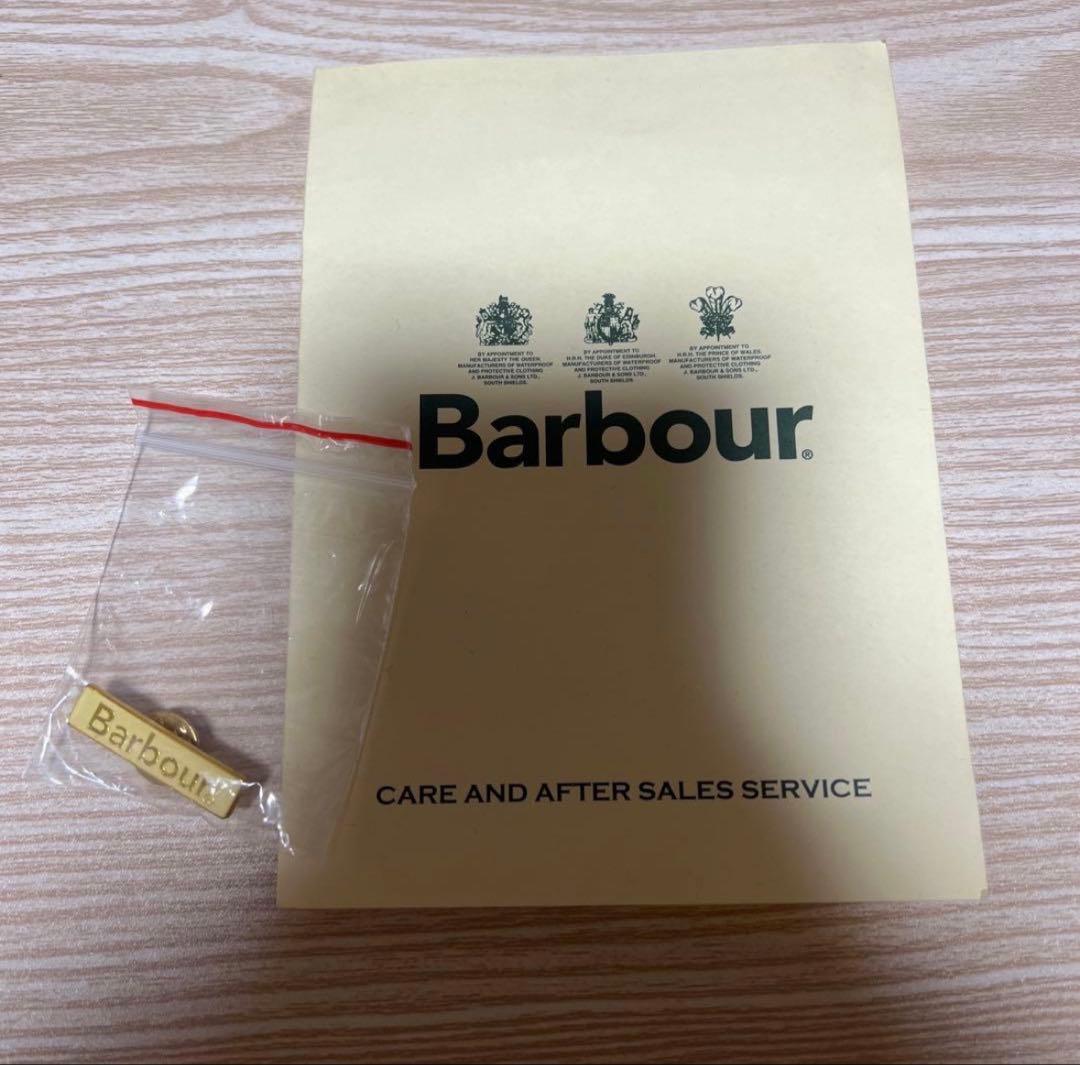 BY APPOINTMENT TO
HER MAJESTY THE QUEEN.
MANUFACTURERS OF WATERPROOF
AND PROTECTIVE CLOTHING
J. BARBOUR & SONS LTD.,
SOUTH SHIELDS.
BY APPOINTMENT TO
H.R.H. THE DUKE OF EDINBURGH.
MANUFACTURERS OF WATERPROOF
AND PROTECTIVE CLOTHING
J. BARBOUR & SONS LTD.,
SOUTH SHIELDS.
BY APPOINTMENT TO
H.R.H. THE PRINCE OF WALES.
MANUFACTURERS OF WATERPROOF
AND PROTECTIVE CLOTHING
J. BARBOUR & SONS LTD.,
SOUTH SHIELDS.
Barbour®
Barbour
CARE AND AFTER SALES SERVICE